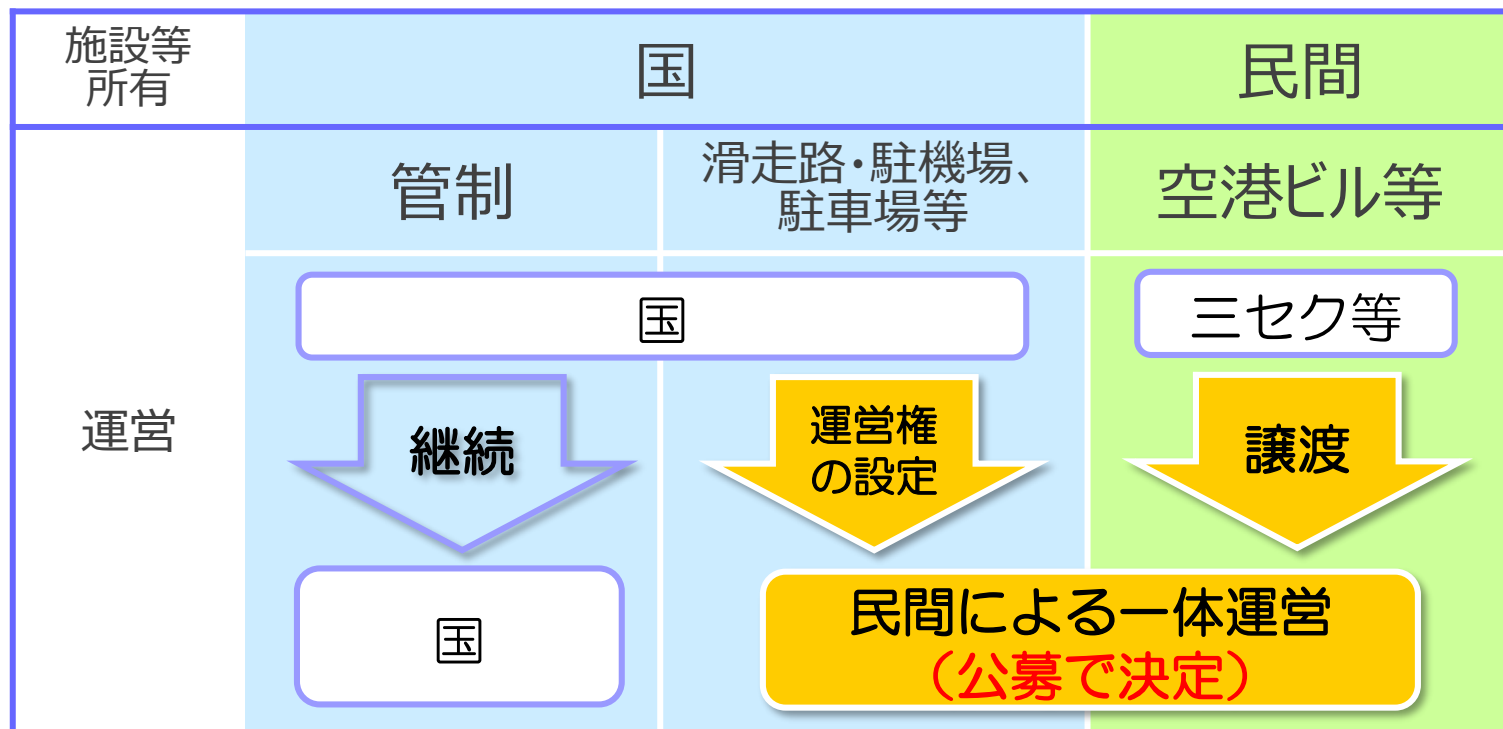 施設等
所有
国
民間
管制
滑走路・駐機場、
駐車場等
空港ビル等
運営
国
三セク等
継続
運営権
の設定
譲渡
国
民間による一体運営
（公募で決定）